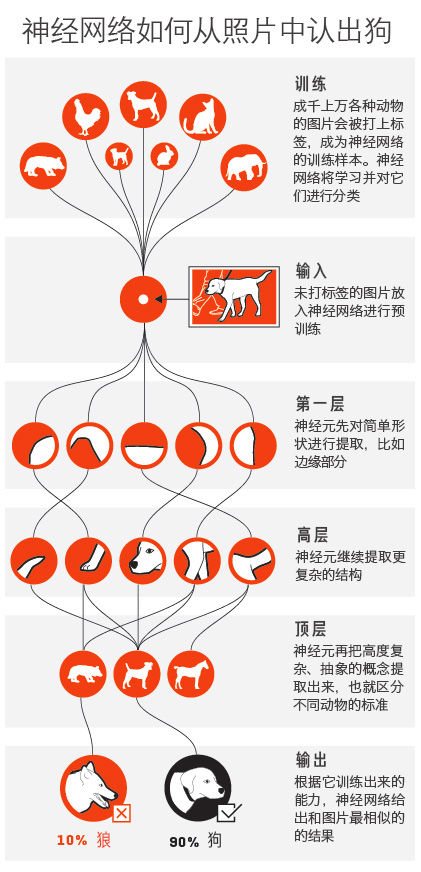 神经网络如何从照片中认出狗
训练
成千上万各种动物
的图片会被打上标
签，成为神经网络
的训练样本。神经
网络将学习并对它
们进行分类
输入
未打标签的图片放
入神经网络进行预
训练
第一层
神经元先对简单形
状进行提取，比如
边缘部分
高层
神经元继续提取更
复杂的结构
顶层
神经元再把高度复
杂、抽象的概念提
取出来，也就区分
不同动物的标准
输出
根据它训练出来的
能力，神经网络给
出和图片最相似的
的结果
10% 狼
90% 狗